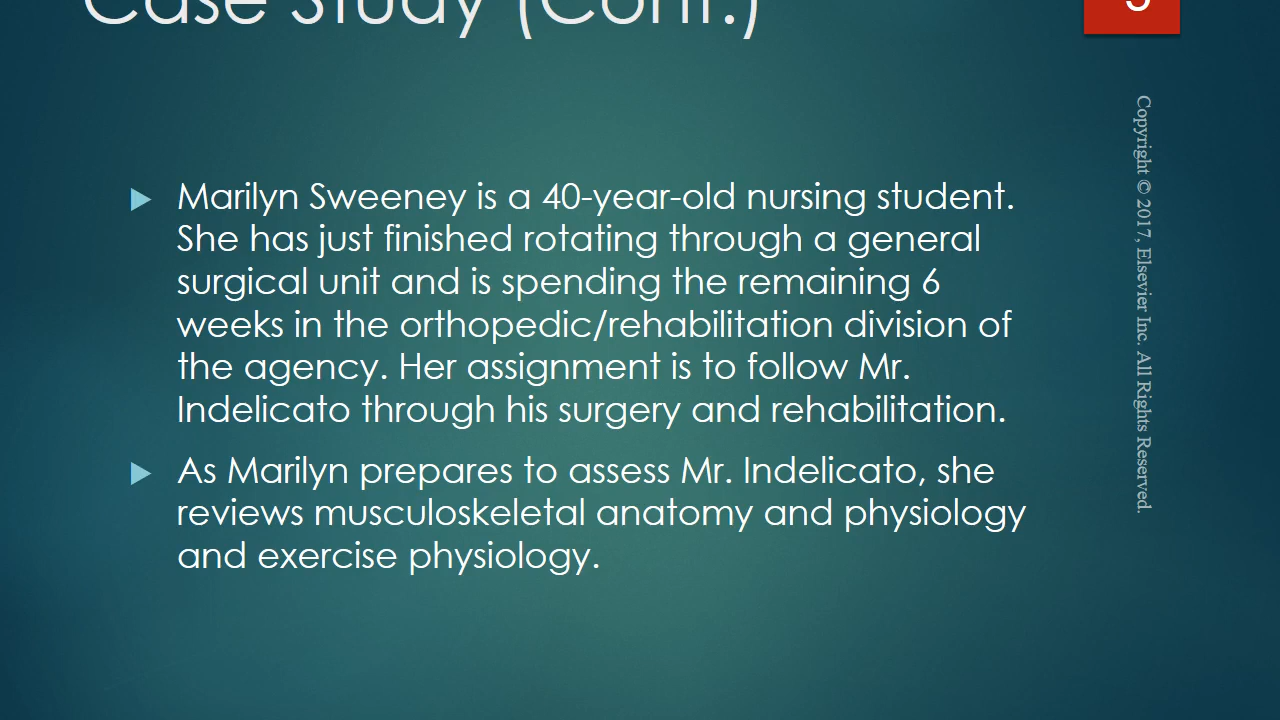 Case Study (Cont.)
Marilyn Sweeney is a 40-year-old nursing student.
She has just finished rotating through a general
surgical unit and is spending the remaining 6
weeks in the orthopedic/rehabilitation division of
the agency. Her assignment is to follow Mr.
Indelicato through his surgery and rehabilitation.
As Marilyn prepares to assess Mr. Indelicato, she
reviews musculoskeletal anatomy and physiology
and exercise physiology.
Copyright © 2017, Elsevier Inc. All Rights Reserved.